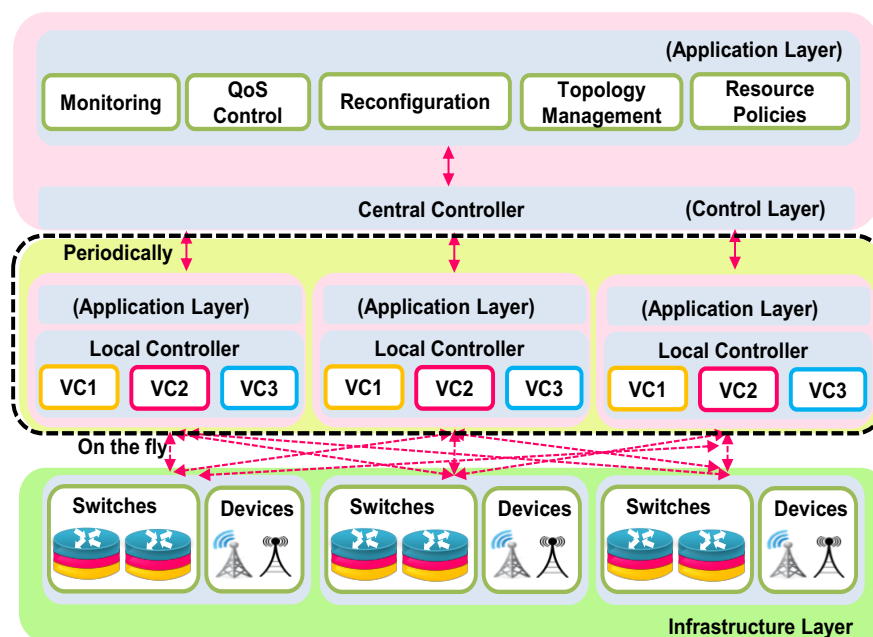 (Application Layer)
Monitoring
QoS
Control
Reconfiguration
Topology
Management
Resource
Policies
Central Controller
(Control Layer)
Periodically
(Application Layer)
(Application Layer)
(Application Layer)
Local Controller
Local Controller
Local Controller
VC1
VC2
VC3
VC1
VC2
VC3
VC1
VC2
VC3
On the fly
Switches
Devices
Switches
Devices
Switches
Devices
Infrastructure Layer